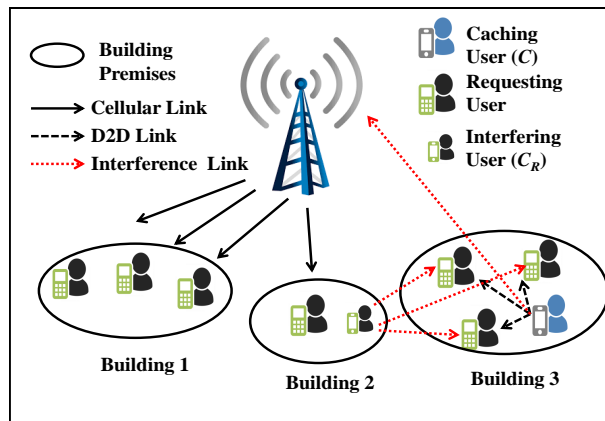 Building
Premises
Cellular Link
D2D Link
Interference Link
Caching
User (C)
Requesting
User
Interfering
User (C_R)
Building 1
Building 2
Building 3